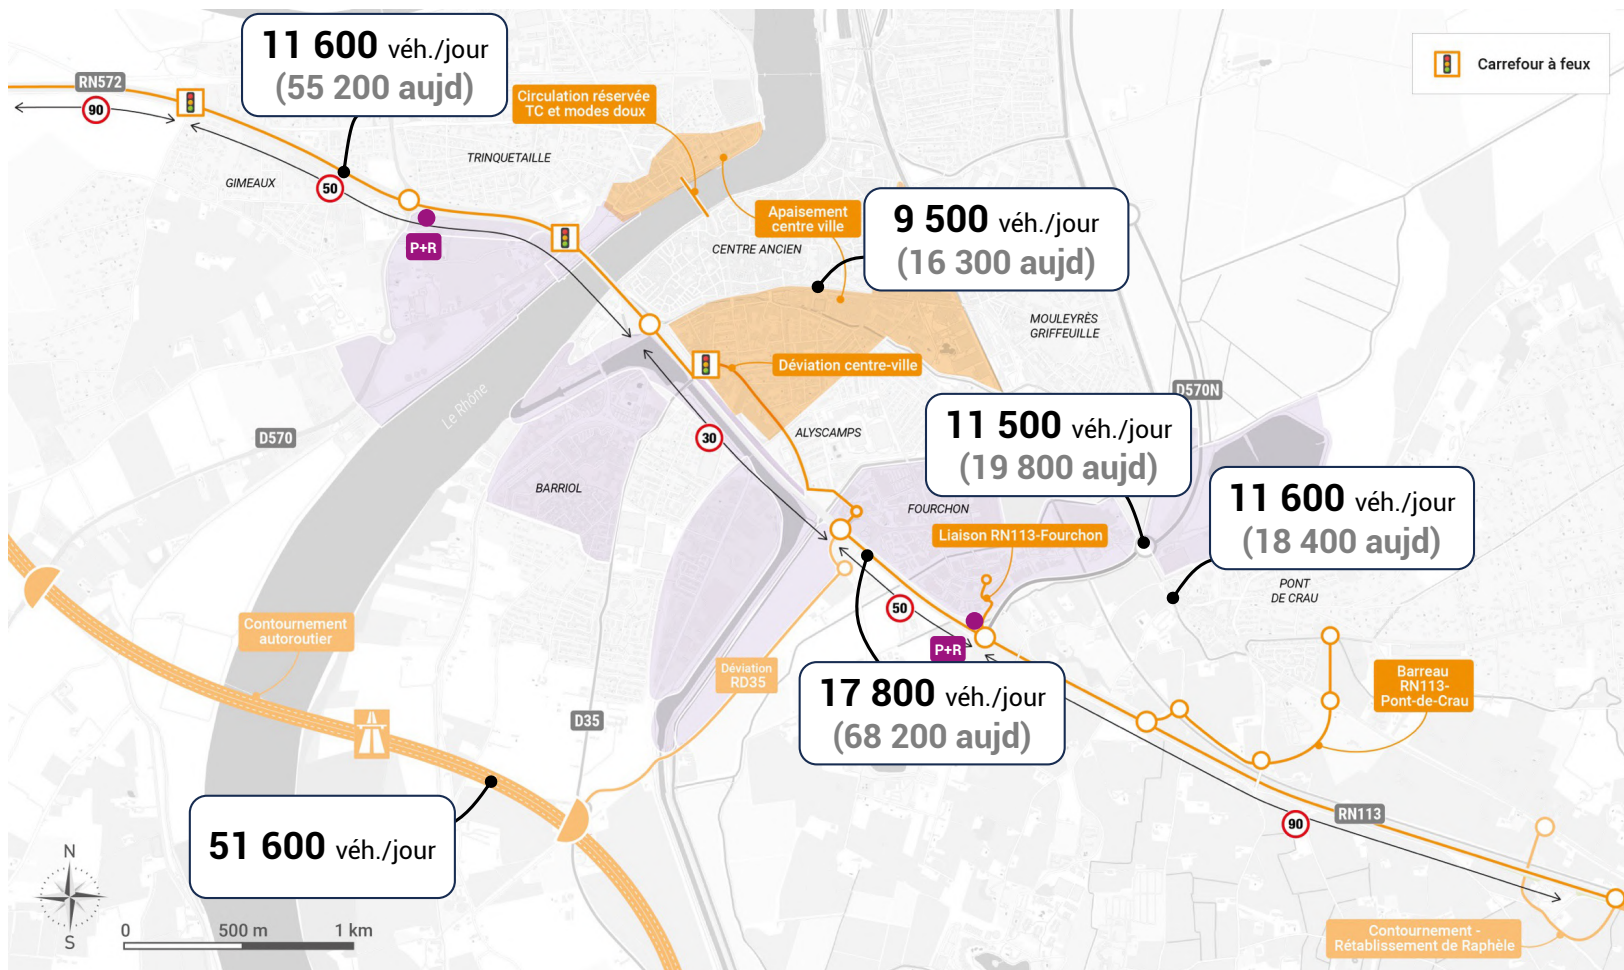 11 600 véh./jour
(55 200 aujd)
Carrefour à feux
RN572
90
Circulation réservée
TC et modes doux
TRINQUETAILLE
GIMEAUX
50
P+R
Apaisement
centre ville
9 500 véh./jour
(16 300 aujd)
CENTRE ANCIEN
MOULEYRÈS
GRIFFEUILLE
Déviation centre-ville
Le Rhône
D570N
D570
30
ALYSCAMPS
11 500 véh./jour
(19 800 aujd)
BARRIOL
FOURCHON
11 600 véh./jour
(18 400 aujd)
Liaison RN113-Fourchon
PONT
DE CRAU
50
Contournement
autoroutier
P+R
Déviation
RD35
17 800 véh./jour
(68 200 aujd)
Barreau
RN113-
Pont-de-Crau
D35
RN113
90
51 600 véh./jour
N
S
0 500 m 1 km
Contournement -
Rétablissement de Raphèle